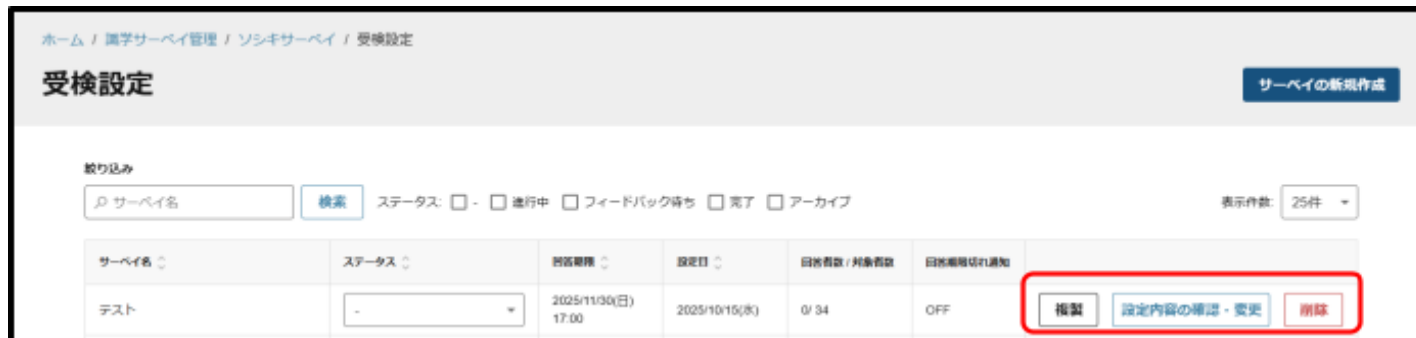 ホーム / 識学サーベイ管理 / ソシキサーベイ / 受検設定
受検設定
サーベイの新規作成
絞り込み
サーベイ名 検索 ステータス: - 進行中 フィードバック待ち 完了 アーカイブ 表示件数: 25件
サーベイ名 ステータス 回答期限 設定日 回答者数 / 対象者数 回答期限切れ通知
テスト - 2025/11/30(日) 2025/10/15(水) 0/ 34 OFF 複製 設定内容の確認・変更 削除
17:00